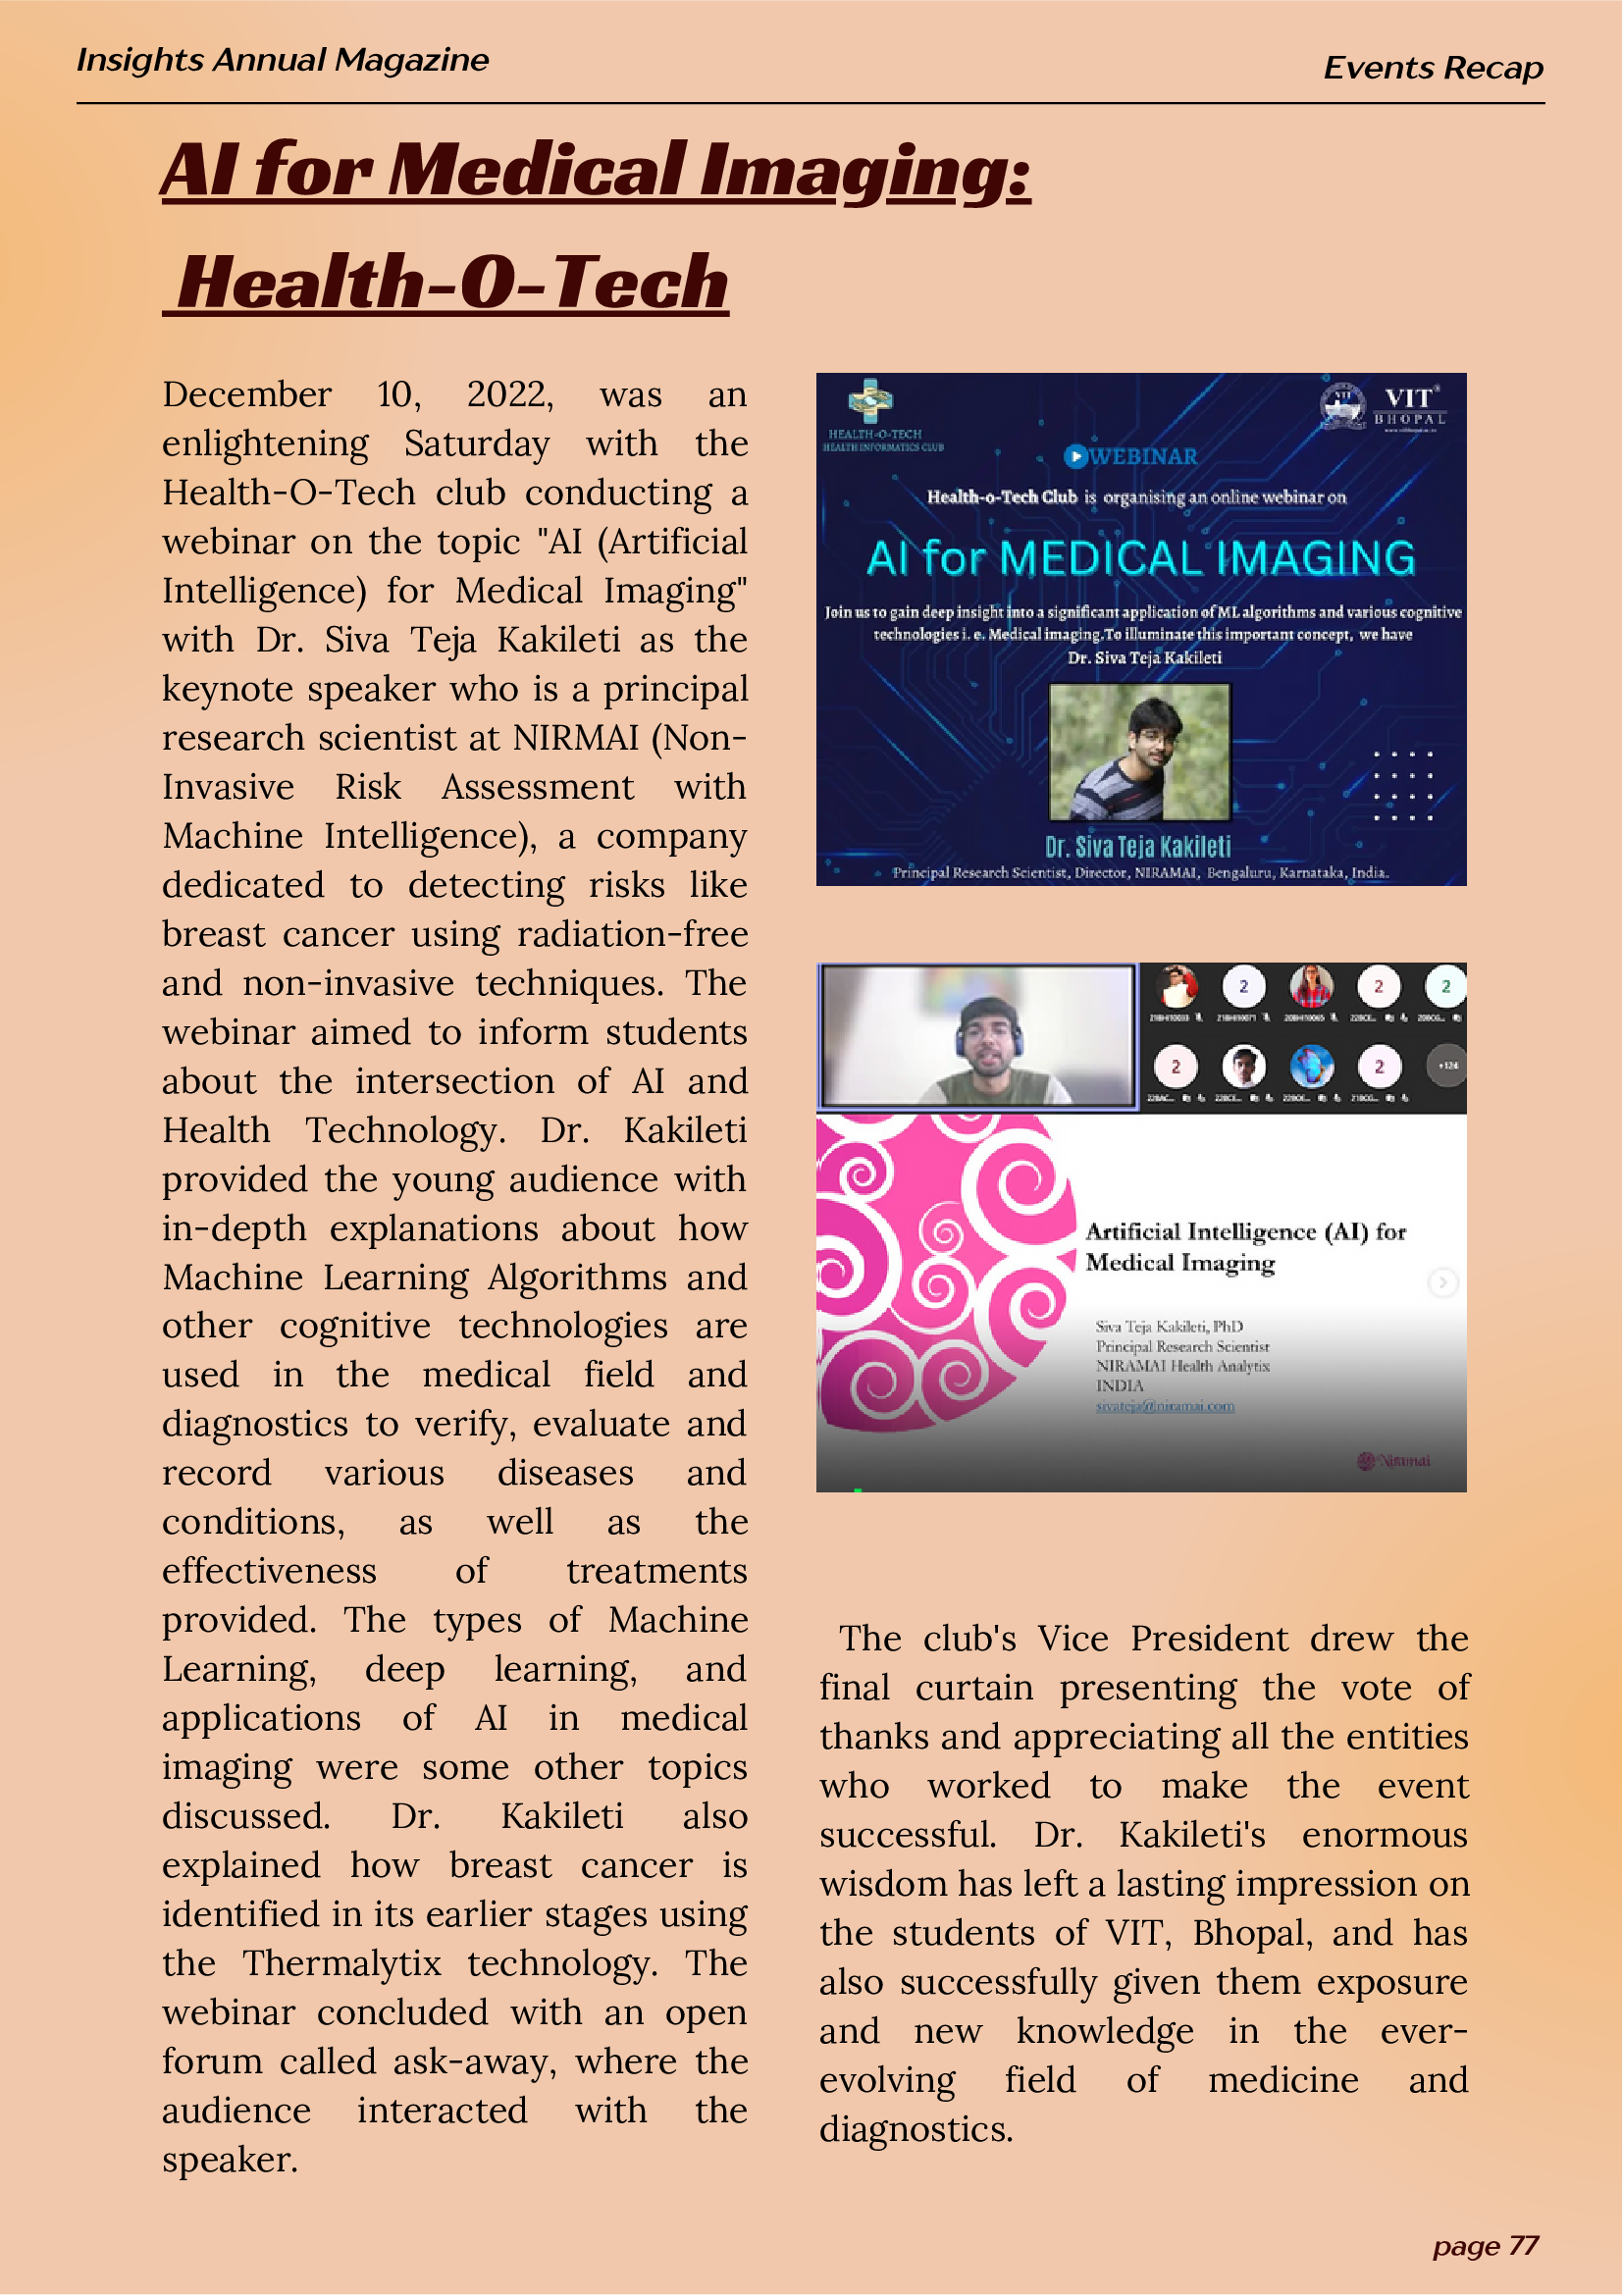 Insights Annual Magazine
Events Recap
AI for Medical Imaging:
Health-O-Tech
December 10, 2022, was an
enlightening Saturday with the
Health-O-Tech club conducting a
webinar on the topic "AI (Artificial
Intelligence) for Medical Imaging"
with Dr. Siva Teja Kakileti as the
keynote speaker who is a principal
research scientist at NIRMAI (Non-
Invasive Risk Assessment with
Machine Intelligence), a company
dedicated to detecting risks like
breast cancer using radiation-free
and non-invasive techniques. The
webinar aimed to inform students
about the intersection of AI and
Health Technology. Dr. Kakileti
provided the young audience with
in-depth explanations about how
Machine Learning Algorithms and
other cognitive technologies are
used in the medical field and
diagnostics to verify, evaluate and
record various diseases and
conditions, as well as the
effectiveness of treatments
provided. The types of Machine
Learning, deep learning, and
applications of AI in medical
imaging were some other topics
discussed. Dr. Kakileti also
explained how breast cancer is
identified in its earlier stages using
the Thermalytix technology. The
webinar concluded with an open
forum called ask-away, where the
audience interacted with the
speaker.
HEALTH-O-TECH
HEALTH INFORMATICS CLUB
VIT
BHOPAL
WEBINAR
Health-o-Tech Club is organising an online webinar on
AI for MEDICAL IMAGING
Join us to gain deep insight into a significant application of ML algorithms and various cognitive
technologies i. e. Medical imaging.To illuminate this important concept, we have
Dr. Siva Teja Kakileti
Dr. Siva Teja Kakileti
Principal Research Scientist, Director, NIRAMAI, Bengaluru, Karnataka, India.
2 2 2
2 2 +124
Artificial Intelligence (AI) for
Medical Imaging
Siva Teja Kakileti, PhD
Principal Research Scientist
NIRAMAI Health Analytix
INDIA
sivateja@niramai.com
Niramai
The club's Vice President drew the
final curtain presenting the vote of
thanks and appreciating all the entities
who worked to make the event
successful. Dr. Kakileti's enormous
wisdom has left a lasting impression on
the students of VIT, Bhopal, and has
also successfully given them exposure
and new knowledge in the ever-
evolving field of medicine and
diagnostics.
page 77